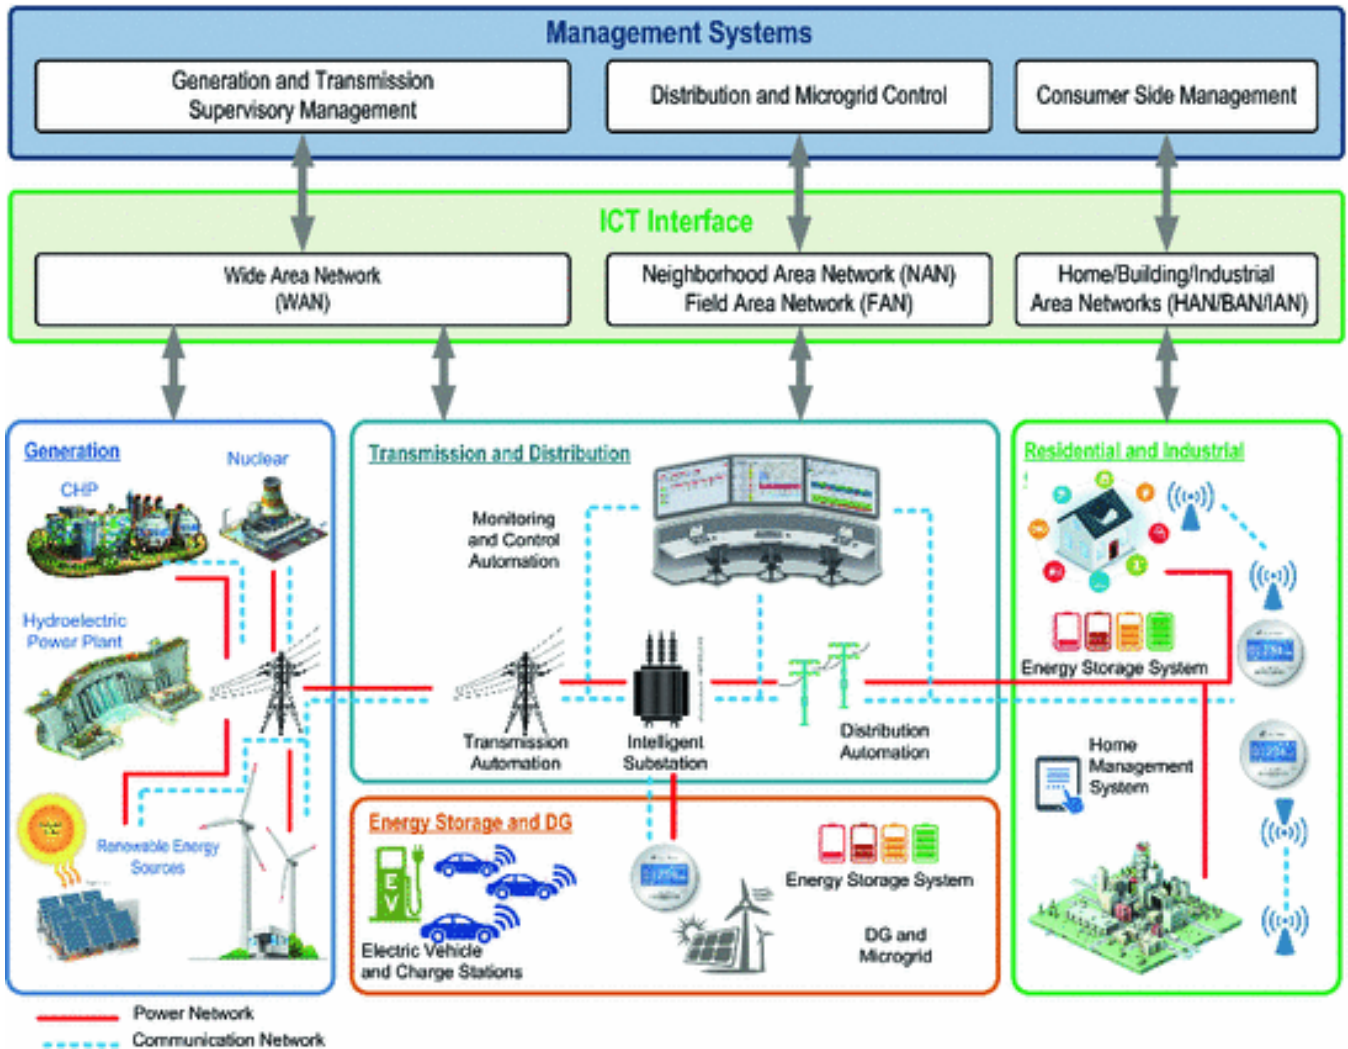 Management Systems
Generation and Transmission
Supervisory Management
Distribution and Microgrid Control
Consumer Side Management
ICT Interface
Wide Area Network
(WAN)
Neighborhood Area Network (NAN)
Field Area Network (FAN)
Home/Building/Industrial
Area Networks (HAN/BAN/IAN)
Generation
Nuclear
CHP
Hydroelectric
Power Plant
Renewable Energy
Sources
Transmission and Distribution
Monitoring
and Control
Automation
Transmission
Automation
Intelligent
Substation
Distribution
Automation
Energy Storage and DG
E
V
Electric Vehicle
and Charge Stations
Energy Storage System
DG and
Microgrid
Residential and Industrial
Energy Storage System
Home
Management
System
Power Network
Communication Network